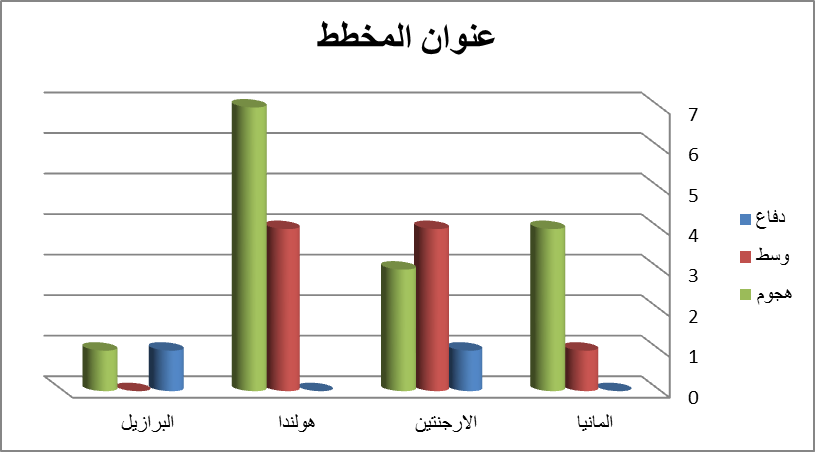 عنوان المخطط
7
6
5
4
3
2
1
0
دفاع
وسط
هجوم
المانيا
الارجنتين
هولندا
البرازيل